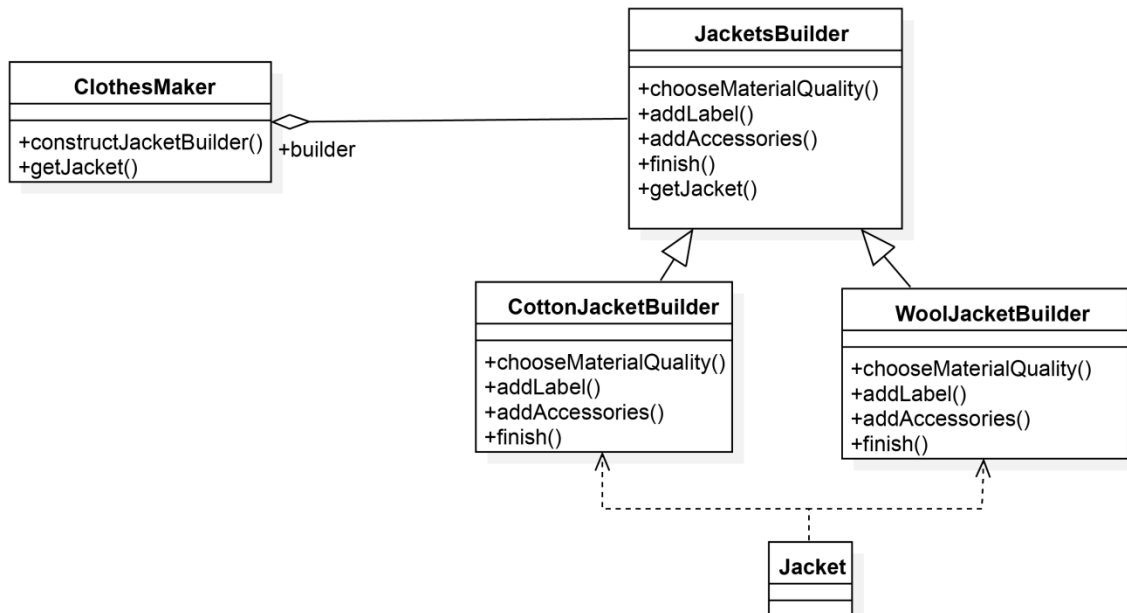 JacketsBuilder
+chooseMaterialQuality()
+addLabel()
+addAccessories()
+finish()
+getJacket()
ClothesMaker
+constructJacketBuilder()
+getJacket()
+builder
CottonJacketBuilder
+chooseMaterialQuality()
+addLabel()
+addAccessories()
+finish()
WoolJacketBuilder
+chooseMaterialQuality()
+addLabel()
+addAccessories()
+finish()
Jacket